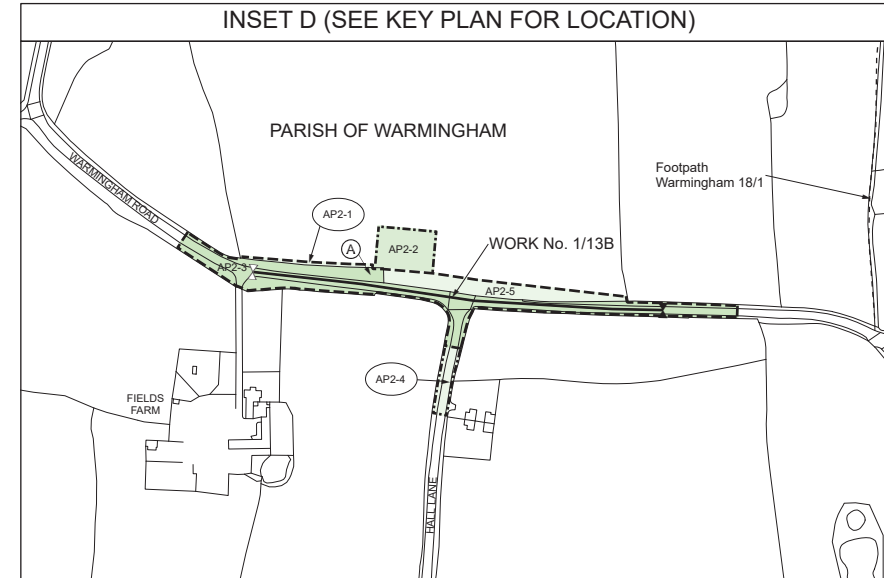 INSET D (SEE KEY PLAN FOR LOCATION)
PARISH OF WARMINGHAM
WARMINGHAM ROAD
Footpath
Warmingham 18/1
AP2-1
A
AP2-2
WORK No. 1/13B
AP2-3
AP2-5
AP2-4
FIELDS
FARM
HALL LANE